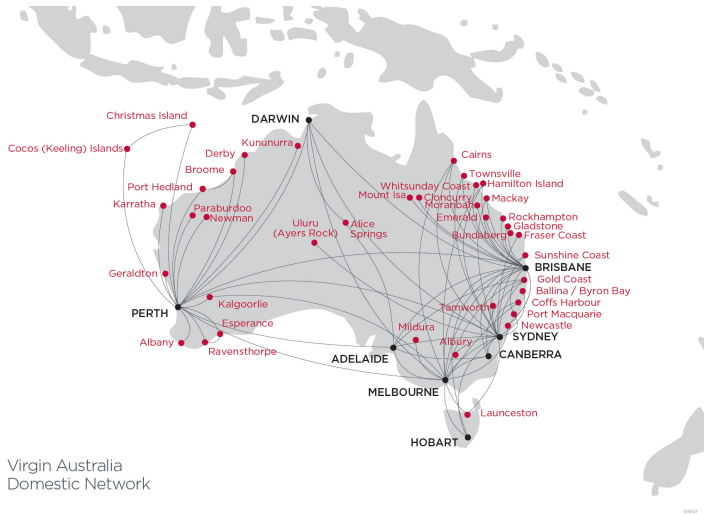 Christmas Island
DARWIN
Cocos (Keeling) Islands
Kununurra
Derby
Cairns
Broome
Townsville
Port Hedland
Whitsunday Coast
Hamilton Island
Mount Isa
Cloncurry
Mackay
Karratha
Paraburdoo
Moranbah
Newman
Emerald
Rockhampton
Uluru
(Ayers Rock)
Alice
Springs
Gladstone
Bundaberg
Fraser Coast
Sunshine Coast
BRISBANE
Geraldton
Gold Coast
Ballina / Byron Bay
Kalgoorlie
Tamworth
Coffs Harbour
PERTH
Port Macquarie
Esperance
Mildura
Newcastle
Albany
Ravensthorpe
Albury
SYDNEY
ADELAIDE
CANBERRA
MELBOURNE
Launceston
HOBART
Virgin Australia
Domestic Network